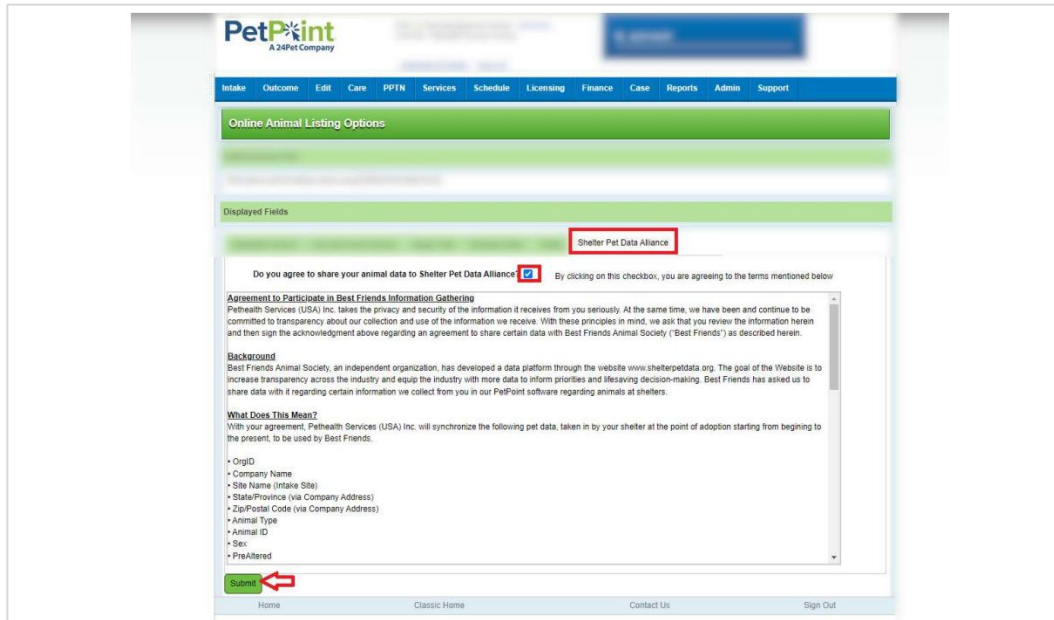 PetPoint
A 24Pet Company
Intake Outcome Edit Care PPTN Services Schedule Licensing Finance Case Reports Admin Support
Online Animal Listing Options
Displayed Fields
Shelter Pet Data Alliance
Do you agree to share your animal data to Shelter Pet Data Alliance? By clicking on this checkbox, you are agreeing to the terms mentioned below
Agreement to Participate in Best Friends Information Gathering
Pethealth Services (USA) Inc. takes the privacy and security of the information it receives from you seriously. At the same time, we have been and continue to be
committed to transparency about our collection and use of the information we receive. With these principles in mind, we ask that you review the information herein
and then sign the acknowledgment above regarding an agreement to share certain data with Best Friends Animal Society ("Best Friends") as described herein.
Background
Best Friends Animal Society, an independent organization, has developed a data platform through the website www.shelterpetdata.org. The goal of the Website is to
increase transparency across the industry and equip the industry with more data to inform priorities and lifesaving decision-making. Best Friends has asked us to
share data with it regarding certain information we collect from you in our PetPoint software regarding animals at shelters.
What Does This Mean?
With your agreement, Pethealth Services (USA) Inc. will synchronize the following pet data, taken in by your shelter at the point of adoption starting from begining to
the present, to be used by Best Friends.
• OrgID
• Company Name
• Site Name (Intake Site)
• State/Province (via Company Address)
• Zip/Postal Code (via Company Address)
• Animal Type
• Animal ID
• Sex
• PreAltered
Submit
Home Classic Home Contact Us Sign Out